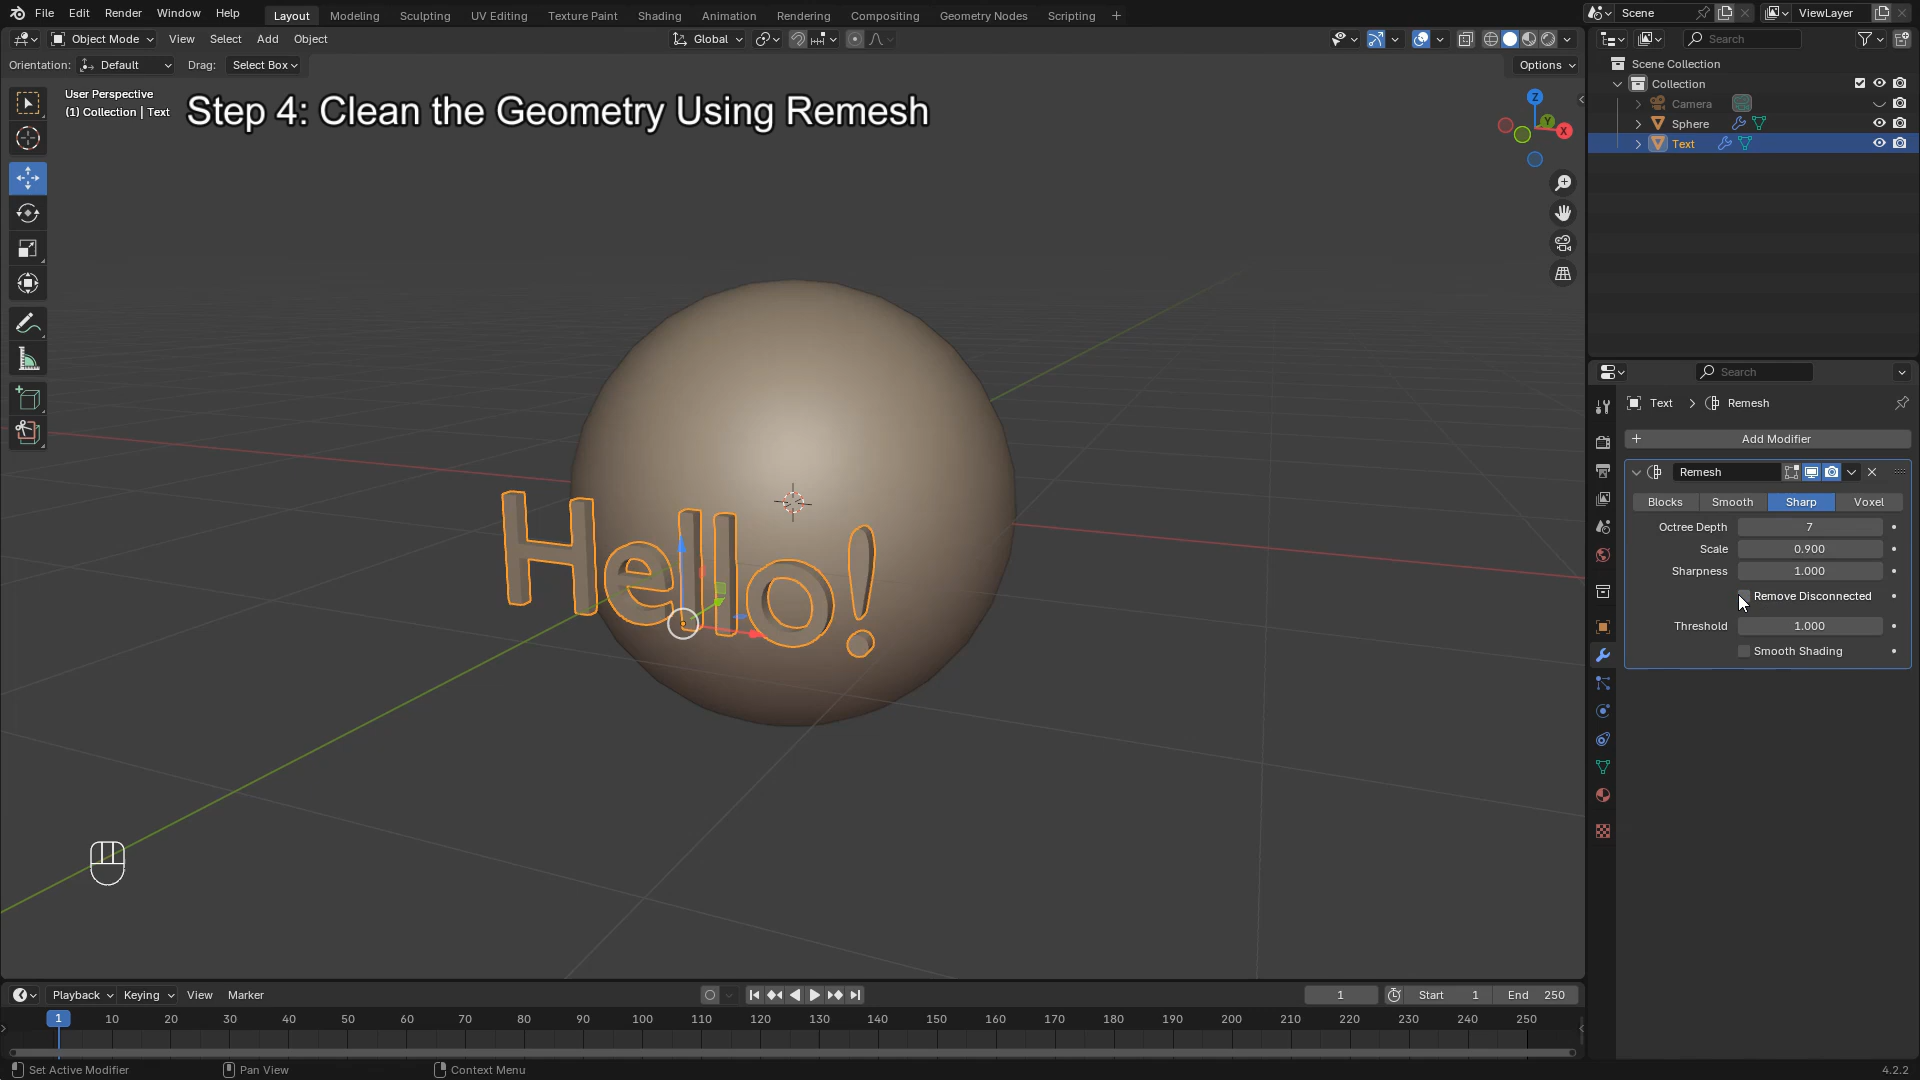 File Edit Render Window Help Layout Modeling Sculpting UV Editing Texture Paint Shading Animation Rendering Compositing Geometry Nodes Scripting + Scene ViewLayer
Object Mode View Select Add Object Global Search
Orientation: Default Drag: Select Box Options
Scene Collection
Collection
Camera
Sphere
Text
User Perspective
(1) Collection | Text
Step 4: Clean the Geometry Using Remesh
Z
Y
X
Hello!
Search
Text > Remesh
+ Add Modifier
Remesh
Blocks Smooth Sharp Voxel
Octree Depth 7
Scale 0.900
Sharpness 1.000
Remove Disconnected
Threshold 1.000
Smooth Shading
Playback Keying View Marker 1 Start 1 End 250
1 10 20 30 40 50 60 70 80 90 100 110 120 130 140 150 160 170 180 190 200 210 220 230 240 250
Set Active Modifier Pan View Context Menu 4.2.2